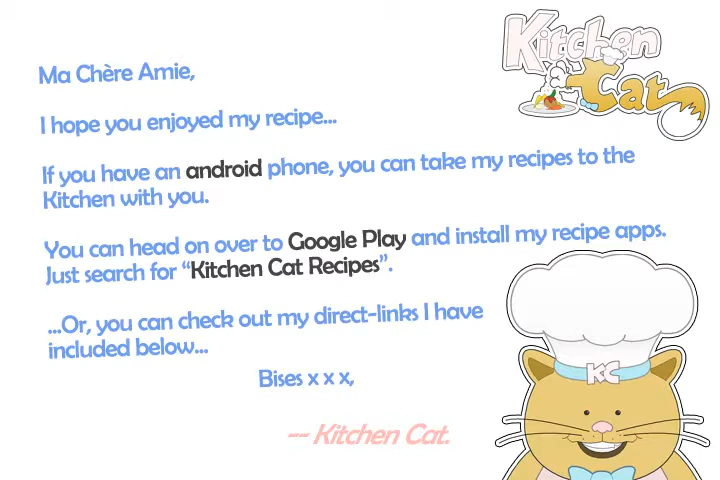 Kitchen
Cat
Ma Chère Amie,
I hope you enjoyed my recipe...
If you have an android phone, you can take my recipes to the
Kitchen with you.
You can head on over to Google Play and install my recipe apps.
Just search for “Kitchen Cat Recipes”.
...Or, you can check out my direct-links I have
included below...
Bises x x x,
-- Kitchen Cat.
KC